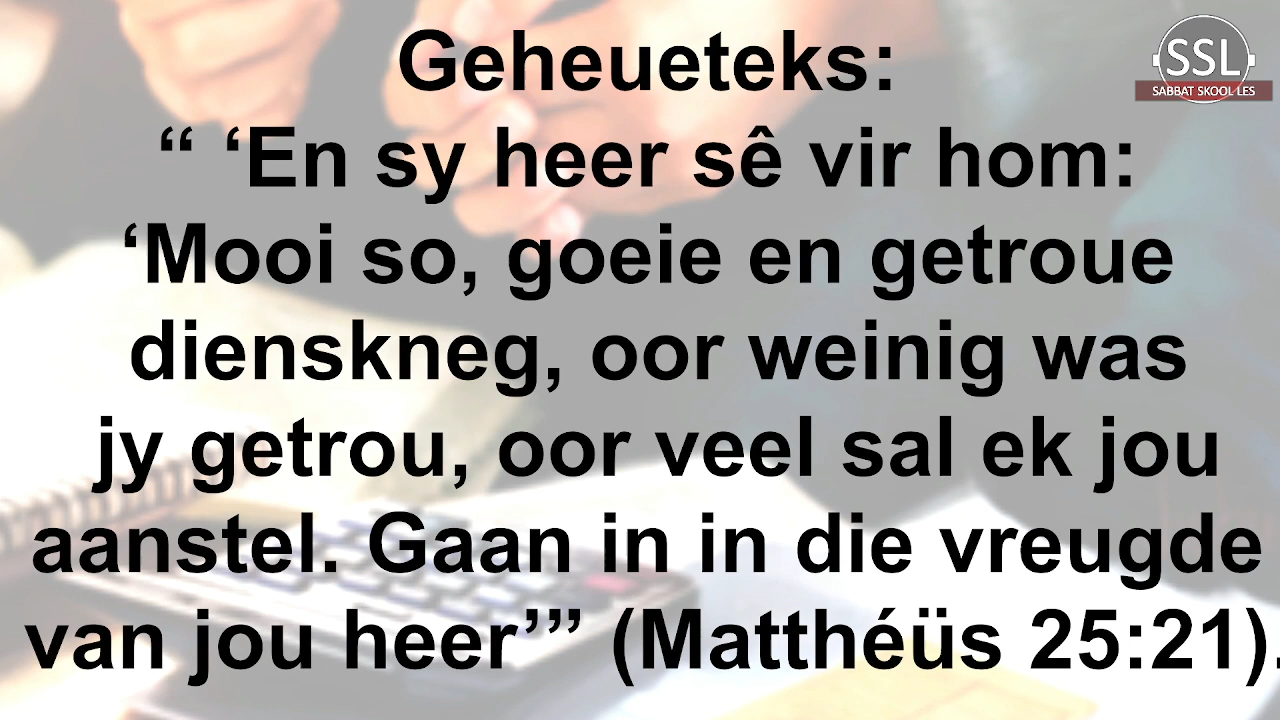 Geheueteks:
“ ‘En sy heer sê vir hom:
‘Mooi so, goeie en getroue
dienskneg, oor weinig was
jy getrou, oor veel sal ek jou
aanstel. Gaan in in die vreugde
van jou heer’” (Matthéüs 25:21).
SSL
SABBAT SKOOL LES